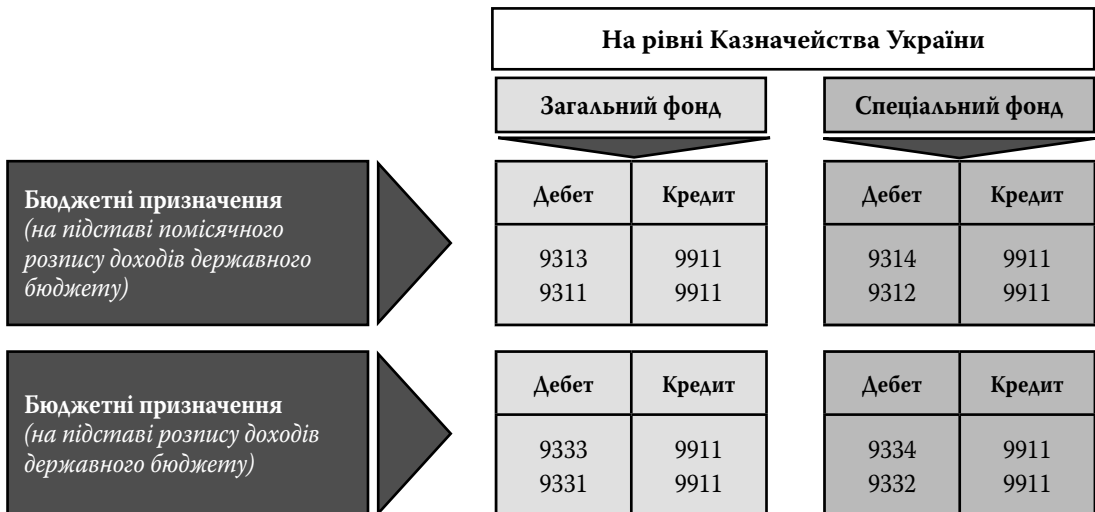 На рівні Казначейства України
Загальний фонд
Спеціальний фонд
Бюджетні призначення
(на підставі помісячного
розпису доходів державного
бюджету)
Дебет Кредит
9313 9911
9311 9911
Дебет Кредит
9314 9911
9312 9911
Бюджетні призначення
(на підставі розпису доходів
державного бюджету)
Дебет Кредит
9333 9911
9331 9911
Дебет Кредит
9334 9911
9332 9911